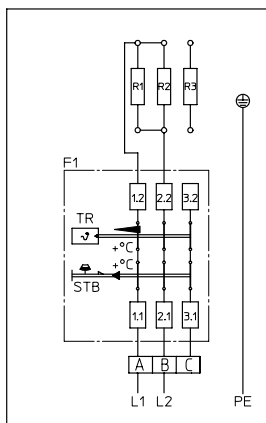 R1 R2 R3
F1
1.2 2.2 3.2
TR
ϑ
+°C
+°C
STB
1.1 2.1 3.1
A B C
L1 L2 PE